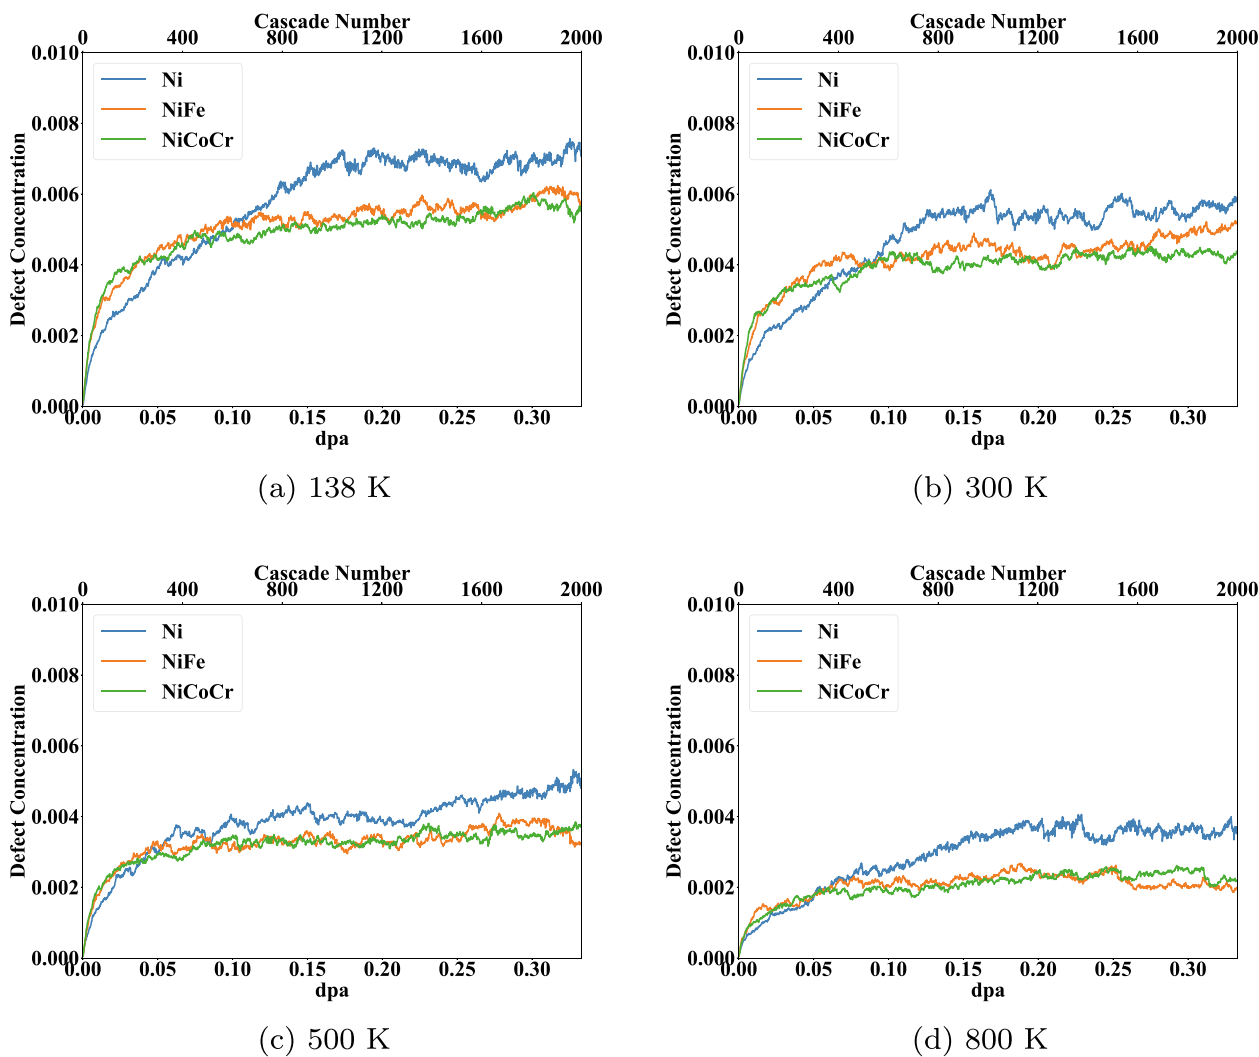 Cascade Number
0 400 800 1200 1600 2000
0.010
0.008
0.006
0.004
0.002
0.000
Defect Concentration
Ni
NiFe
NiCoCr
0.00 0.05 0.10 0.15 0.20 0.25 0.30
dpa
(a) 138 K
Cascade Number
0 400 800 1200 1600 2000
0.010
0.008
0.006
0.004
0.002
0.000
Defect Concentration
Ni
NiFe
NiCoCr
0.00 0.05 0.10 0.15 0.20 0.25 0.30
dpa
(b) 300 K
Cascade Number
0 400 800 1200 1600 2000
0.010
0.008
0.006
0.004
0.002
0.000
Defect Concentration
Ni
NiFe
NiCoCr
0.00 0.05 0.10 0.15 0.20 0.25 0.30
dpa
(c) 500 K
Cascade Number
0 400 800 1200 1600 2000
0.010
0.008
0.006
0.004
0.002
0.000
Defect Concentration
Ni
NiFe
NiCoCr
0.00 0.05 0.10 0.15 0.20 0.25 0.30
dpa
(d) 800 K